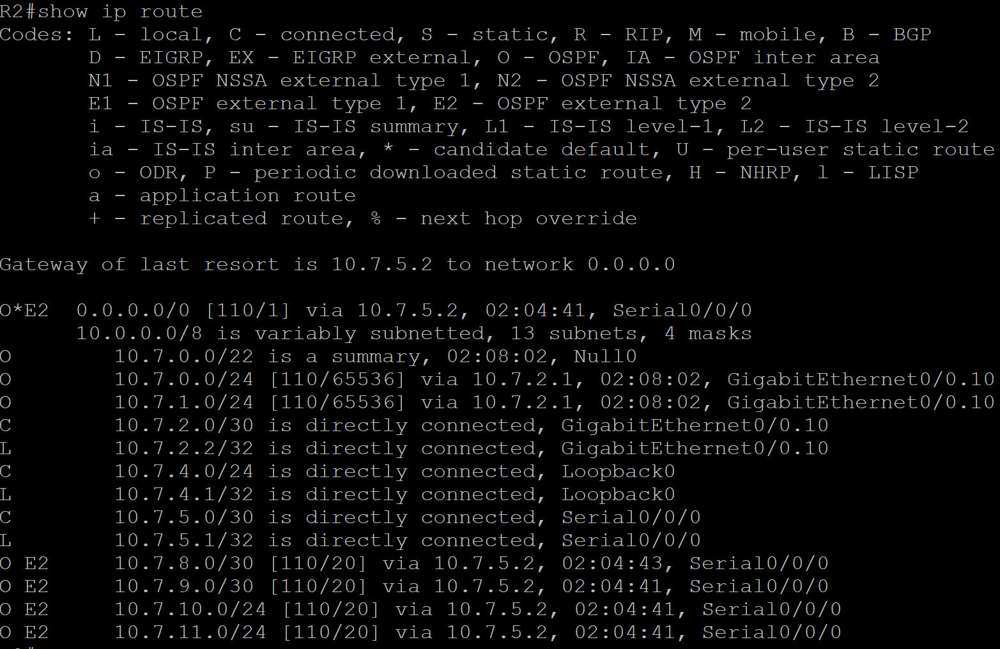 R2#show ip route
Codes: L - local, C - connected, S - static, R - RIP, M - mobile, B - BGP
       D - EIGRP, EX - EIGRP external, O - OSPF, IA - OSPF inter area
       N1 - OSPF NSSA external type 1, N2 - OSPF NSSA external type 2
       E1 - OSPF external type 1, E2 - OSPF external type 2
       i - IS-IS, su - IS-IS summary, L1 - IS-IS level-1, L2 - IS-IS level-2
       ia - IS-IS inter area, * - candidate default, U - per-user static route
       o - ODR, P - periodic downloaded static route, H - NHRP, l - LISP
       a - application route
       + - replicated route, % - next hop override

Gateway of last resort is 10.7.5.2 to network 0.0.0.0

O*E2  0.0.0.0/0 [110/1] via 10.7.5.2, 02:04:41, Serial0/0/0
      10.0.0.0/8 is variably subnetted, 13 subnets, 4 masks
O        10.7.0.0/22 is a summary, 02:08:02, Null0
O        10.7.0.0/24 [110/65536] via 10.7.2.1, 02:08:02, GigabitEthernet0/0.10
O        10.7.1.0/24 [110/65536] via 10.7.2.1, 02:08:02, GigabitEthernet0/0.10
C        10.7.2.0/30 is directly connected, GigabitEthernet0/0.10
L        10.7.2.2/32 is directly connected, GigabitEthernet0/0.10
C        10.7.4.0/24 is directly connected, Loopback0
L        10.7.4.1/32 is directly connected, Loopback0
C        10.7.5.0/30 is directly connected, Serial0/0/0
L        10.7.5.1/32 is directly connected, Serial0/0/0
O E2     10.7.8.0/30 [110/20] via 10.7.5.2, 02:04:43, Serial0/0/0
O E2     10.7.9.0/30 [110/20] via 10.7.5.2, 02:04:41, Serial0/0/0
O E2     10.7.10.0/24 [110/20] via 10.7.5.2, 02:04:41, Serial0/0/0
O E2     10.7.11.0/24 [110/20] via 10.7.5.2, 02:04:41, Serial0/0/0